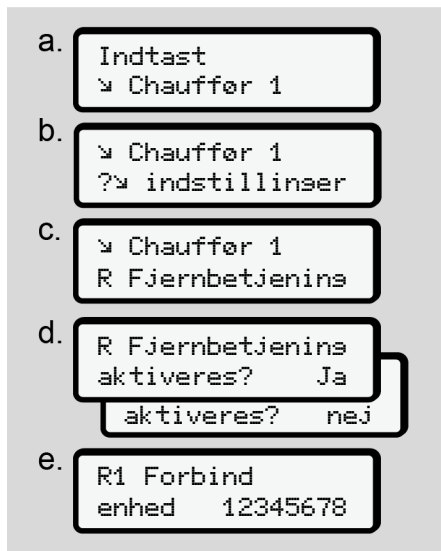 a.
Indtast
↘ Chauffør 1
b.
↘ Chauffør 1
?↘ indstillinger
c.
↘ Chauffør 1
R Fjernbetjening
d.
R Fjernbetjening
aktiveres? Ja
aktiveres? nej
e.
R1 Forbind
enhed 12345678